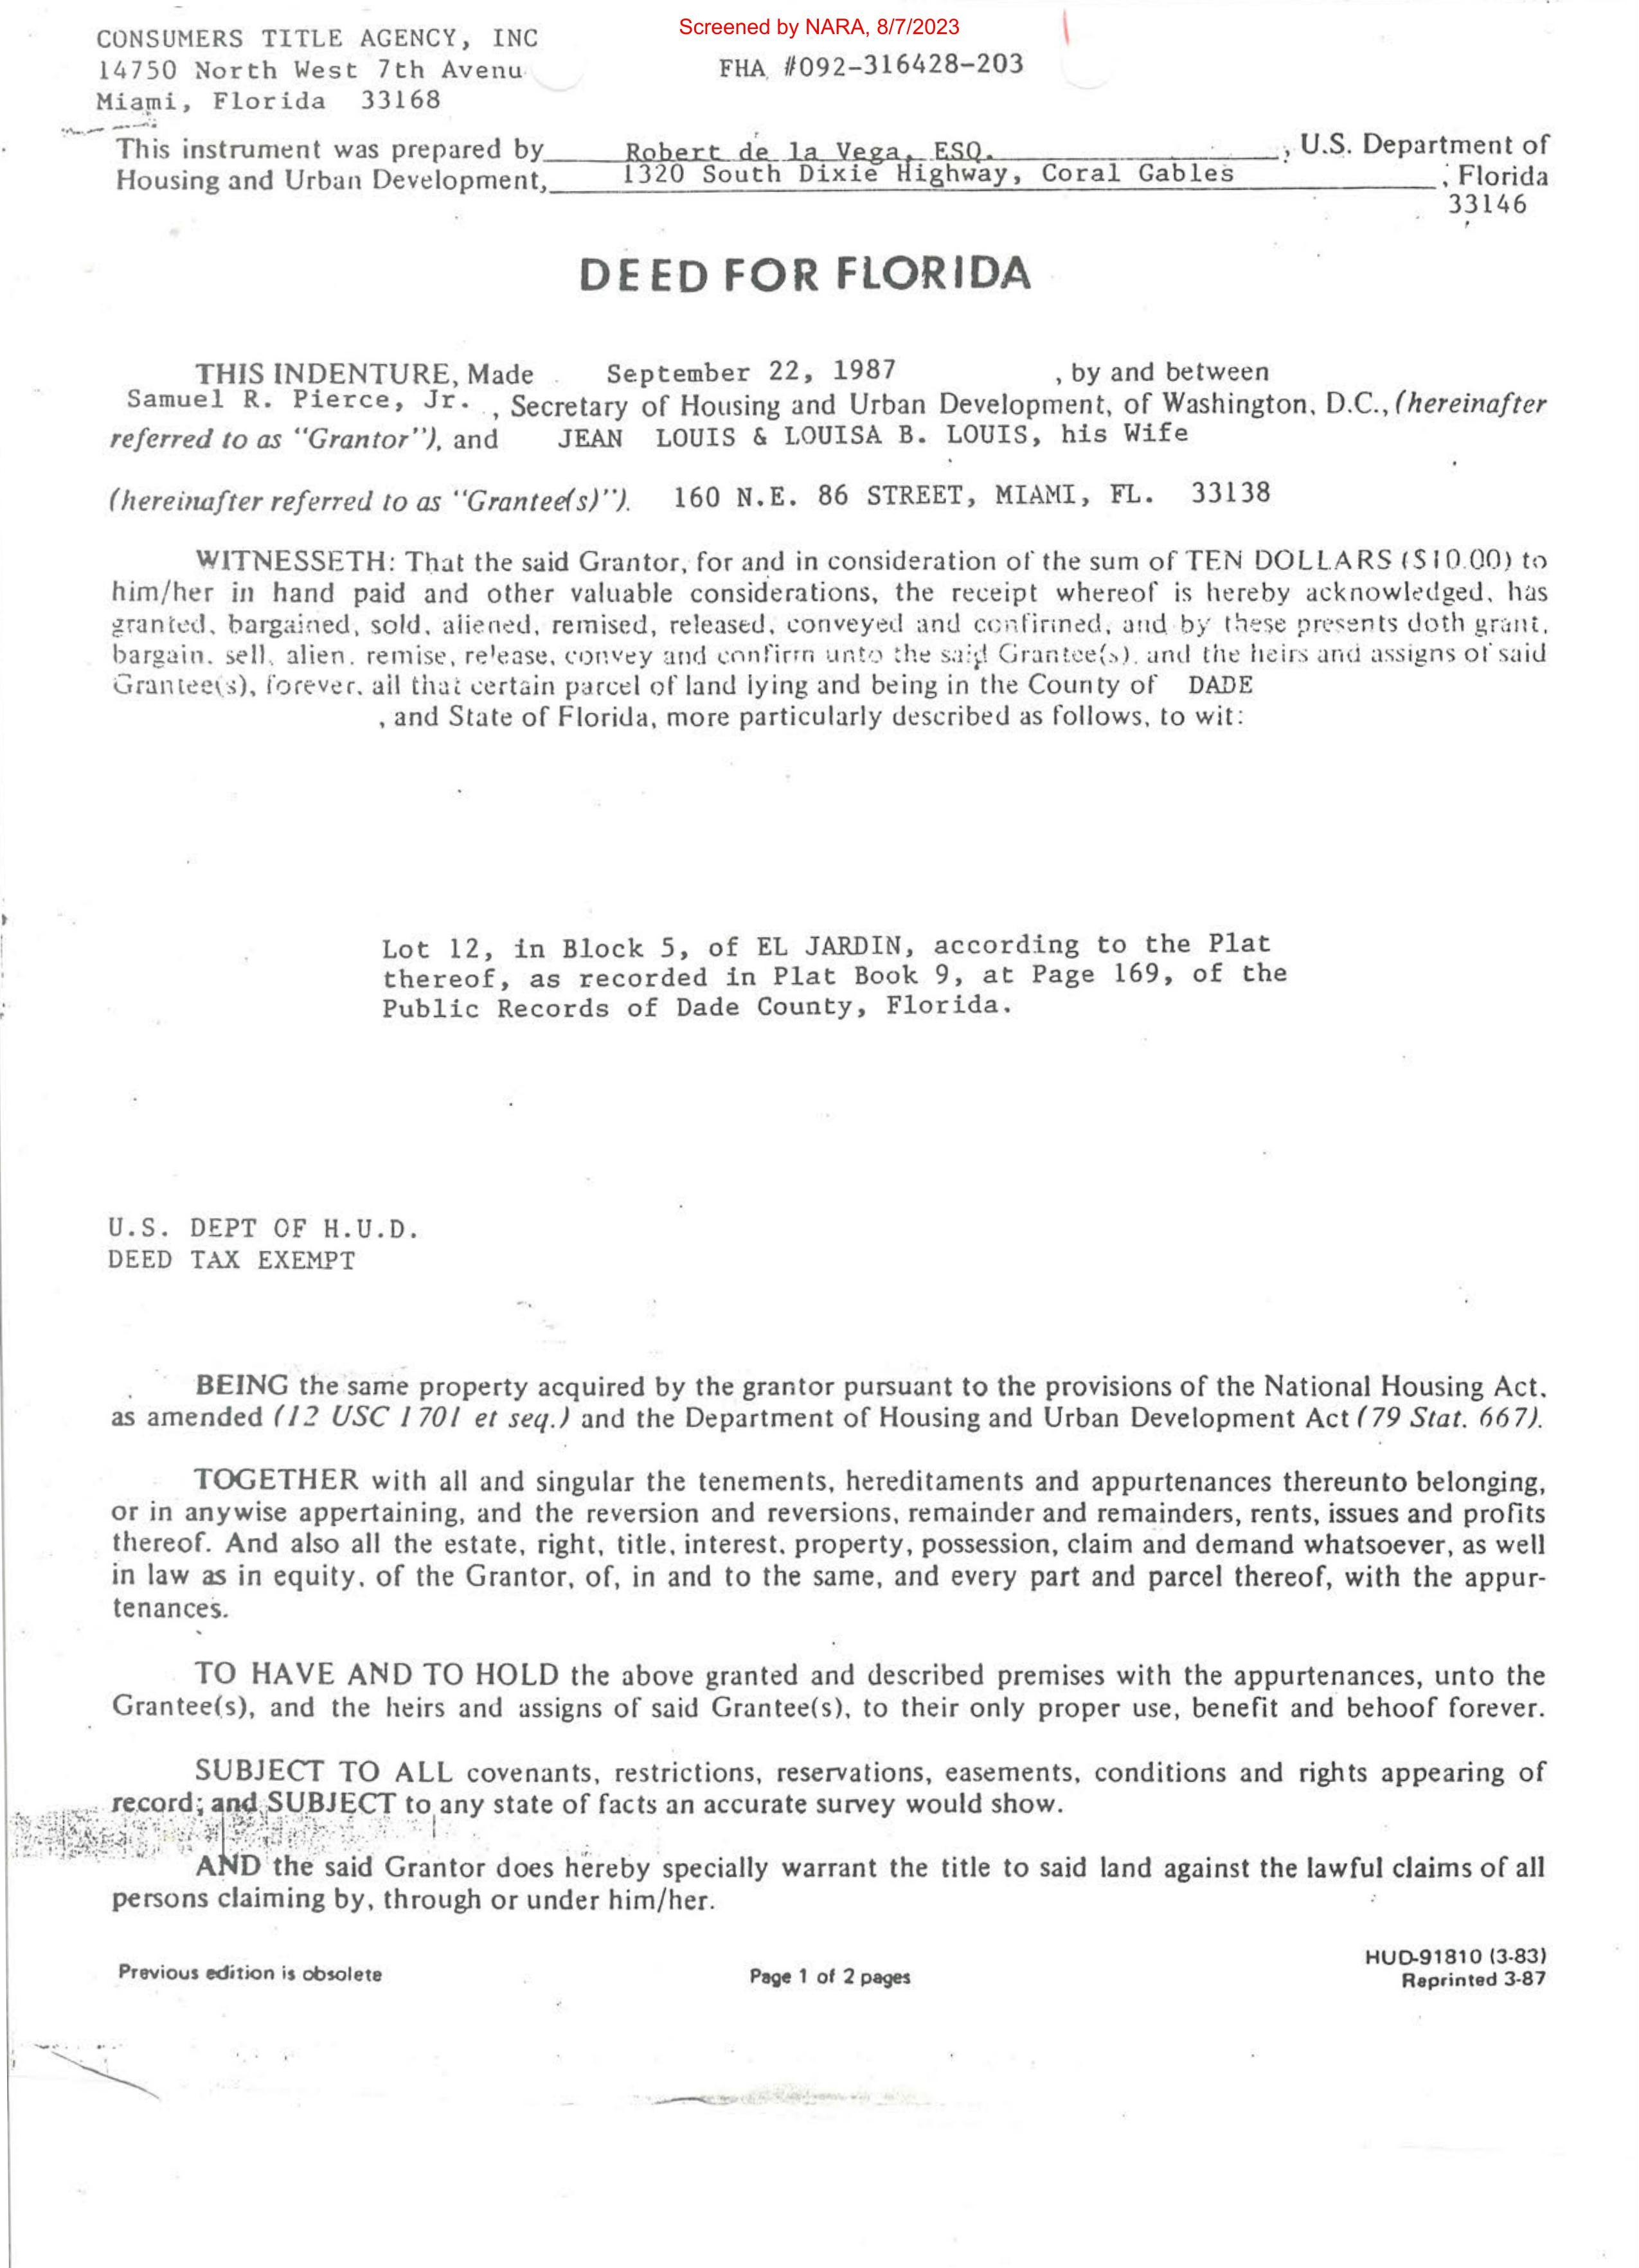 Screened by NARA, 8/7/2023
CONSUMERS TITLE AGENCY, INC
14750 North West 7th Avenu
Miami, Florida 33168
FHA #092-316428-203
This instrument was prepared by Robert de la Vega, ESQ. , U.S. Department of
Housing and Urban Development, 1320 South Dixie Highway, Coral Gables , Florida
33146
DEED FOR FLORIDA
THIS INDENTURE, Made September 22, 1987 , by and between
Samuel R. Pierce, Jr. , Secretary of Housing and Urban Development, of Washington, D.C., (hereinafter
referred to as "Grantor"), and JEAN LOUIS & LOUISA B. LOUIS, his Wife
(hereinafter referred to as "Grantee(s)"). 160 N.E. 86 STREET, MIAMI, FL. 33138
WITNESSETH: That the said Grantor, for and in consideration of the sum of TEN DOLLARS ($10.00) to
him/her in hand paid and other valuable considerations, the receipt whereof is hereby acknowledged, has
granted, bargained, sold, aliened, remised, released, conveyed and confirmed, and by these presents doth grant,
bargain, sell, alien, remise, release, convey and confirm unto the said Grantee(s), and the heirs and assigns of said
Grantee(s), forever, all that certain parcel of land lying and being in the County of DADE
, and State of Florida, more particularly described as follows, to wit:
Lot 12, in Block 5, of EL JARDIN, according to the Plat
thereof, as recorded in Plat Book 9, at Page 169, of the
Public Records of Dade County, Florida.
U.S. DEPT OF H.U.D.
DEED TAX EXEMPT
BEING the same property acquired by the grantor pursuant to the provisions of the National Housing Act,
as amended (12 USC 1701 et seq.) and the Department of Housing and Urban Development Act (79 Stat. 667).
TOGETHER with all and singular the tenements, hereditaments and appurtenances thereunto belonging,
or in anywise appertaining, and the reversion and reversions, remainder and remainders, rents, issues and profits
thereof. And also all the estate, right, title, interest, property, possession, claim and demand whatsoever, as well
in law as in equity, of the Grantor, of, in and to the same, and every part and parcel thereof, with the appur-
tenances.
TO HAVE AND TO HOLD the above granted and described premises with the appurtenances, unto the
Grantee(s), and the heirs and assigns of said Grantee(s), to their only proper use, benefit and behoof forever.
SUBJECT TO ALL covenants, restrictions, reservations, easements, conditions and rights appearing of
record; and SUBJECT to any state of facts an accurate survey would show.
AND the said Grantor does hereby specially warrant the title to said land against the lawful claims of all
persons claiming by, through or under him/her.
Previous edition is obsolete
Page 1 of 2 pages
HUD-91810 (3-83)
Reprinted 3-87